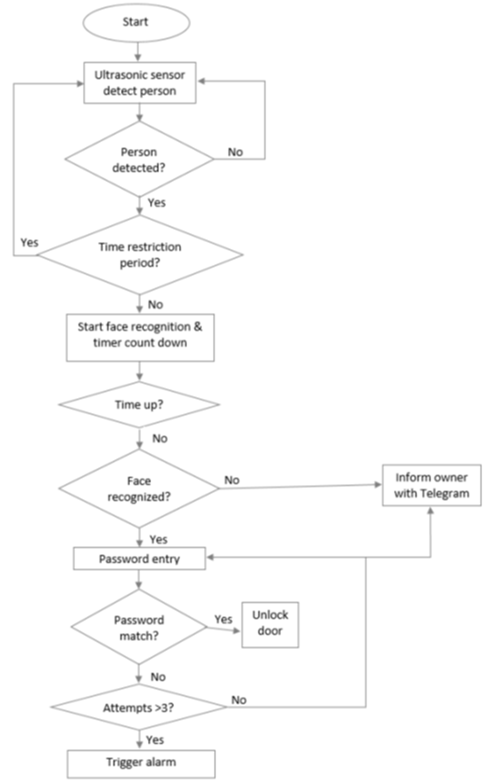 Start
Ultrasonic sensor
detect person
Person
detected?
No
Yes
Yes
Time restriction
period?
No
Start face recognition &
timer count down
Time up?
No
Face
recognized?
No
Inform owner
with Telegram
Yes
Password entry
Password
match?
Yes
Unlock
door
No
Attempts >3?
No
Yes
Trigger alarm